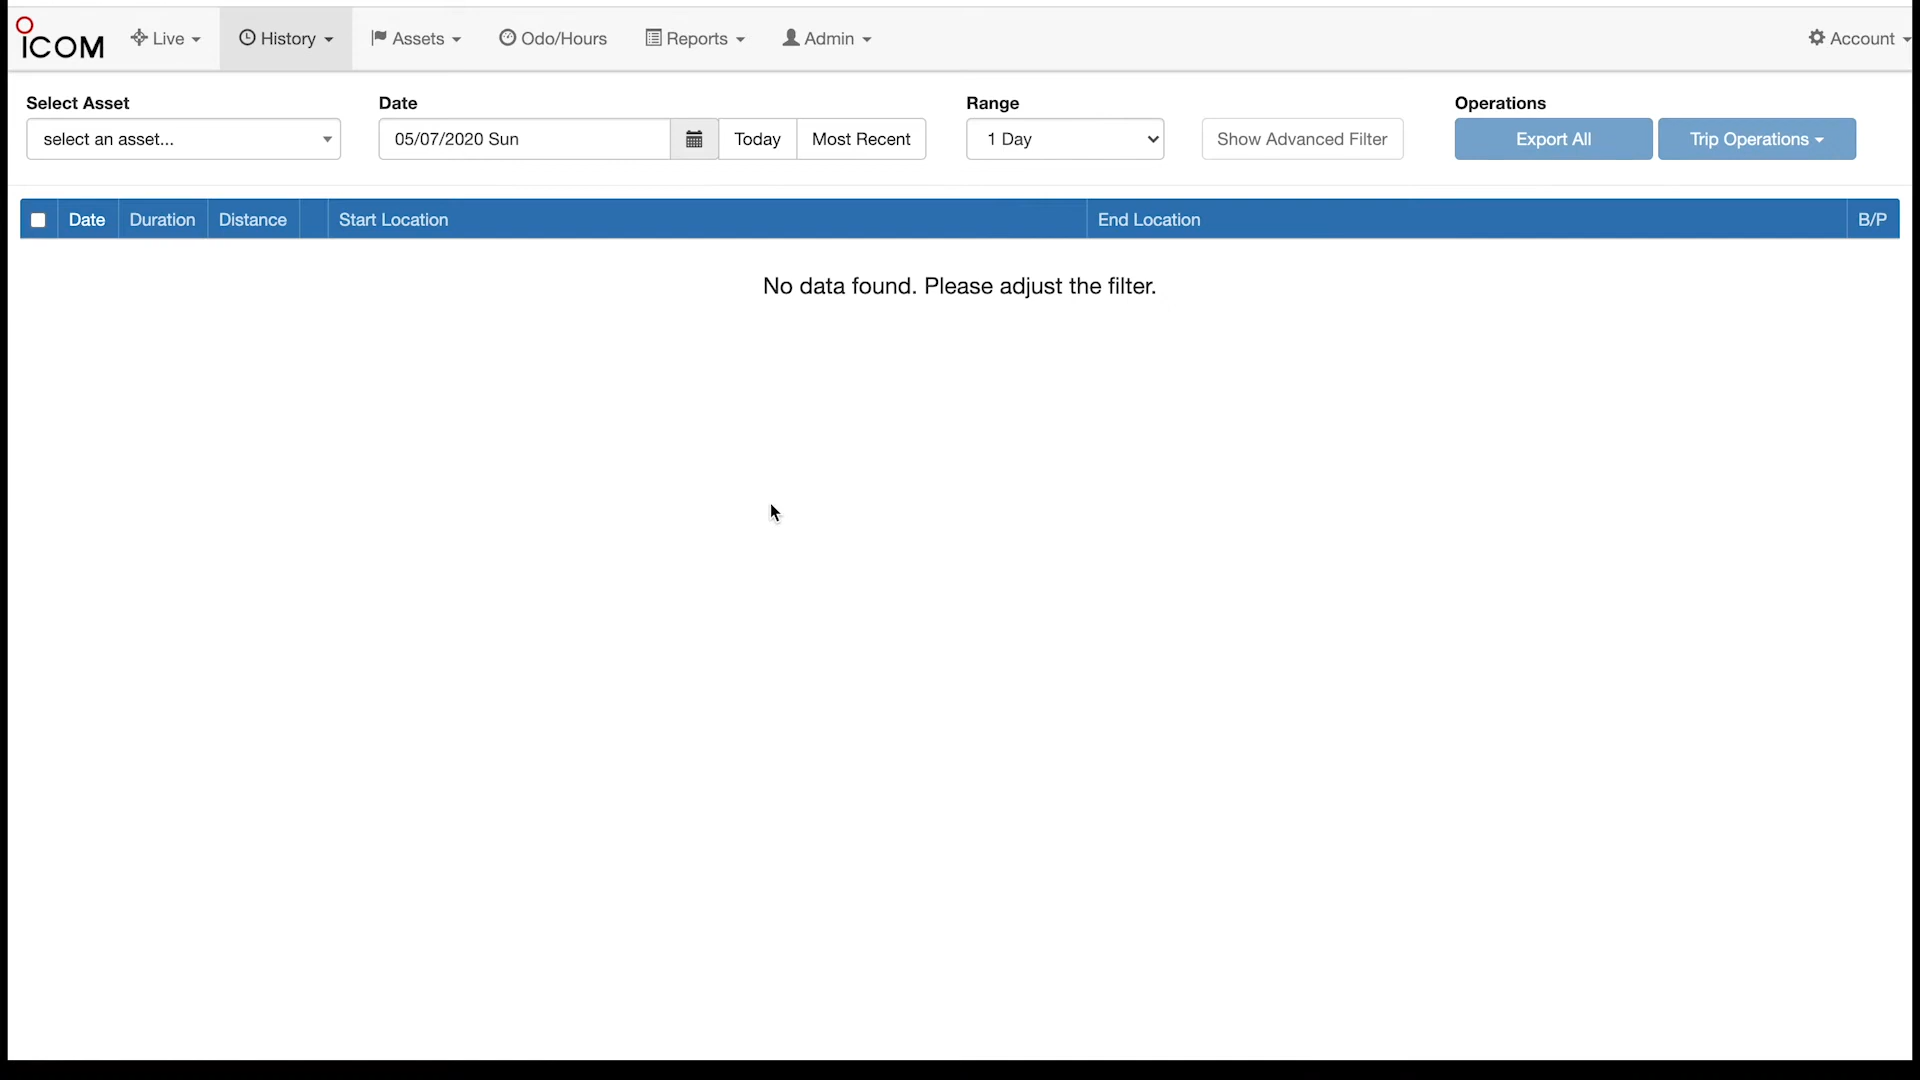 ICOM Live History Assets Odo/Hours Reports Admin Account
Select Asset Date Range Operations
select an asset... 05/07/2020 Sun Today Most Recent 1 Day Show Advanced Filter Export All Trip Operations
Date Duration Distance Start Location End Location B/P
No data found. Please adjust the filter.